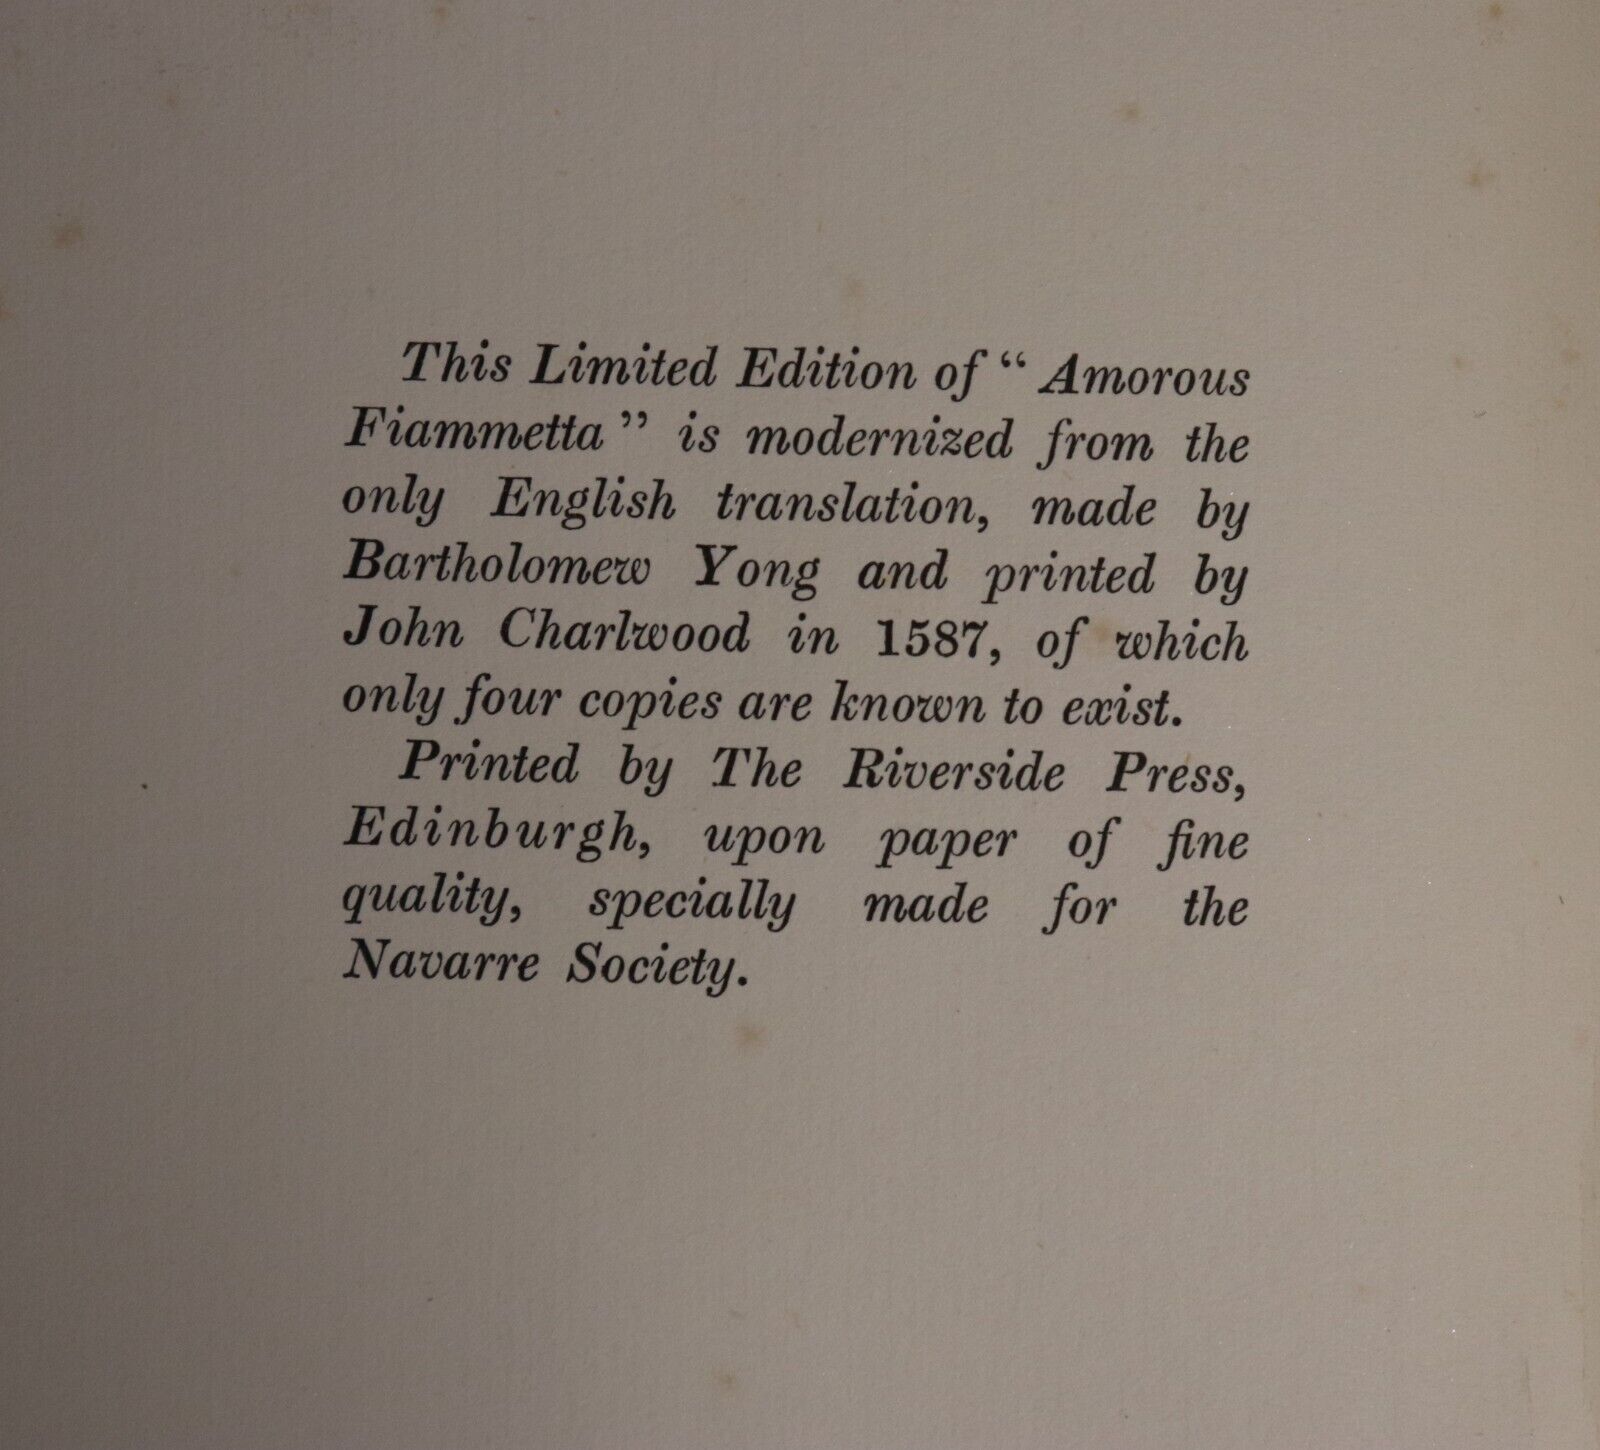 This Limited Edition of “ Amorous
Fiammetta ” is modernized from the
only English translation, made by
Bartholomew Yong and printed by
John Charlwood in 1587, of which
only four copies are known to exist.
Printed by The Riverside Press,
Edinburgh, upon paper of fine
quality, specially made for the
Navarre Society.